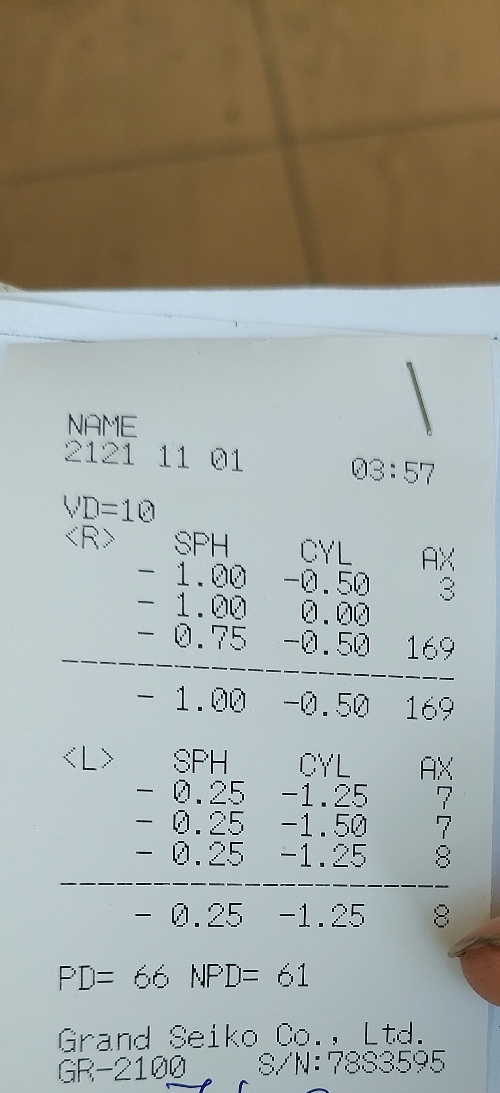 NAME
2121 11 01 03:57
VD=10
<R> SPH CYL AX
- 1.00 -0.50 3
- 1.00 0.00
- 0.75 -0.50 169
- 1.00 -0.50 169
<L> SPH CYL AX
- 0.25 -1.25 7
- 0.25 -1.50 7
- 0.25 -1.25 8
- 0.25 -1.25 8
PD= 66 NPD= 61
Grand Seiko Co., Ltd.
GR-2100 S/N:78S3595